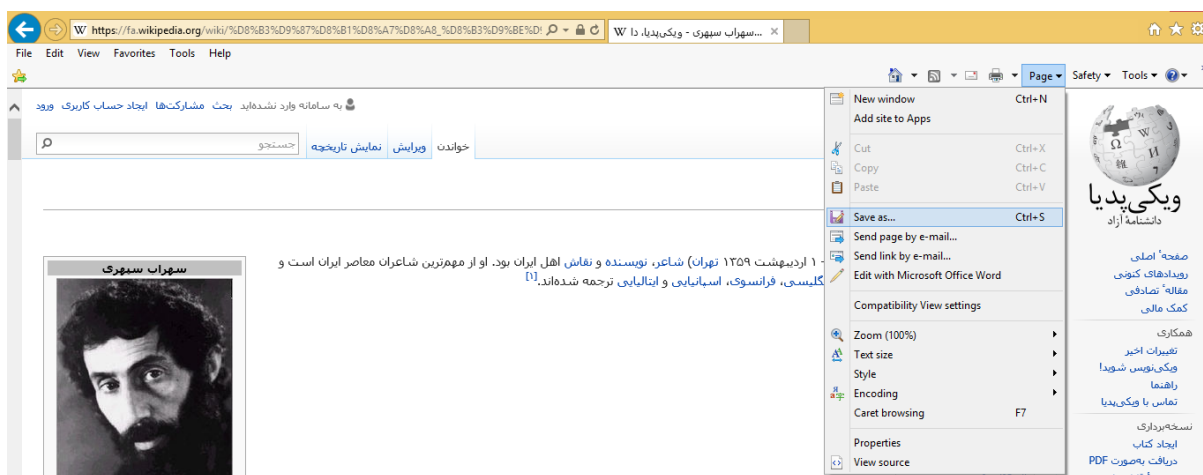 https://fa.wikipedia.org/wiki/%D8%B3%D9%87%D8%B1%D8%A7%D8%A8_%D8%B3%D9%BE%D9!
سهراب سپهری - ویکی‌پدیا، دا...
File Edit View Favorites Tools Help
Page Safety Tools
به سامانه وارد نشده‌اید بحث مشارکت‌ها ایجاد حساب کاربری ورود
خواندن ویرایش نمایش تاریخچه جستجو
- ۱ اردیبهشت ۱۳۵۹ تهران) شاعر، نویسنده و نقاش اهل ایران بود. او از مهم‌ترین شاعران معاصر ایران است و
گلیسی، فرانسوی، اسپانیایی و ایتالیایی ترجمه شده‌اند.[۱]
سهراب سپهری
New window Ctrl+N
Add site to Apps
Cut Ctrl+X
Copy Ctrl+C
Paste Ctrl+V
Save as... Ctrl+S
Send page by e-mail...
Send link by e-mail...
Edit with Microsoft Office Word
Compatibility View settings
Zoom (100%)
Text size
Style
Encoding
Caret browsing F7
Properties
View source
ویکی‌پدیا
دانشنامهٔ آزاد
صفحهٔ اصلی
رویدادهای کنونی
مقالهٔ تصادفی
کمک مالی
همکاری
تغییرات اخیر
ویکی‌نویس شوید!
راهنما
تماس با ویکی‌پدیا
نسخه‌برداری
ایجاد کتاب
دریافت به‌صورت PDF